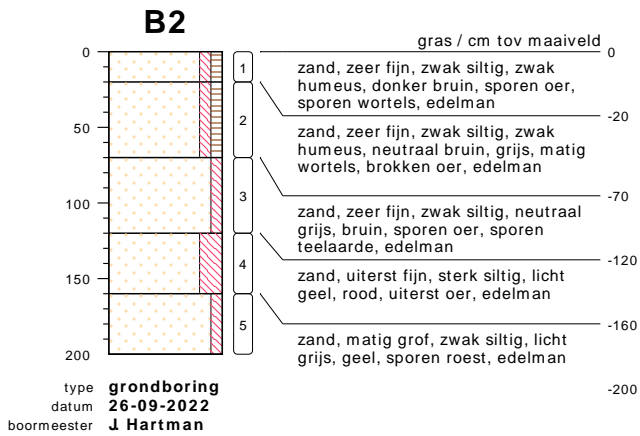 B2
gras / cm tov maaiveld
0
0
1
zand, zeer fijn, zwak siltig, zwak
humeus, donker bruin, sporen oer,
sporen wortels, edelman
-20
50
2
zand, zeer fijn, zwak siltig, zwak
humeus, neutraal bruin, grijs, matig
wortels, brokken oer, edelman
-70
100
3
zand, zeer fijn, zwak siltig, neutraal
grijs, bruin, sporen oer, sporen
teelaarde, edelman
-120
150
4
zand, uiterst fijn, sterk siltig, licht
geel, rood, uiterst oer, edelman
-160
200
5
zand, matig grof, zwak siltig, licht
grijs, geel, sporen roest, edelman
-200
type grondboring
datum 26-09-2022
boormeester J. Hartman